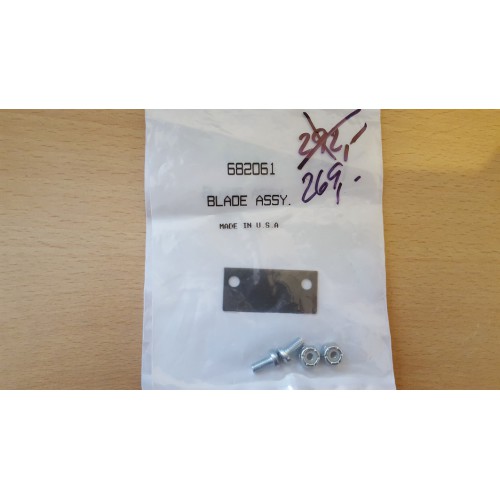 292,-
269,-
682061
BLADE ASSY.
MADE IN U.S.A